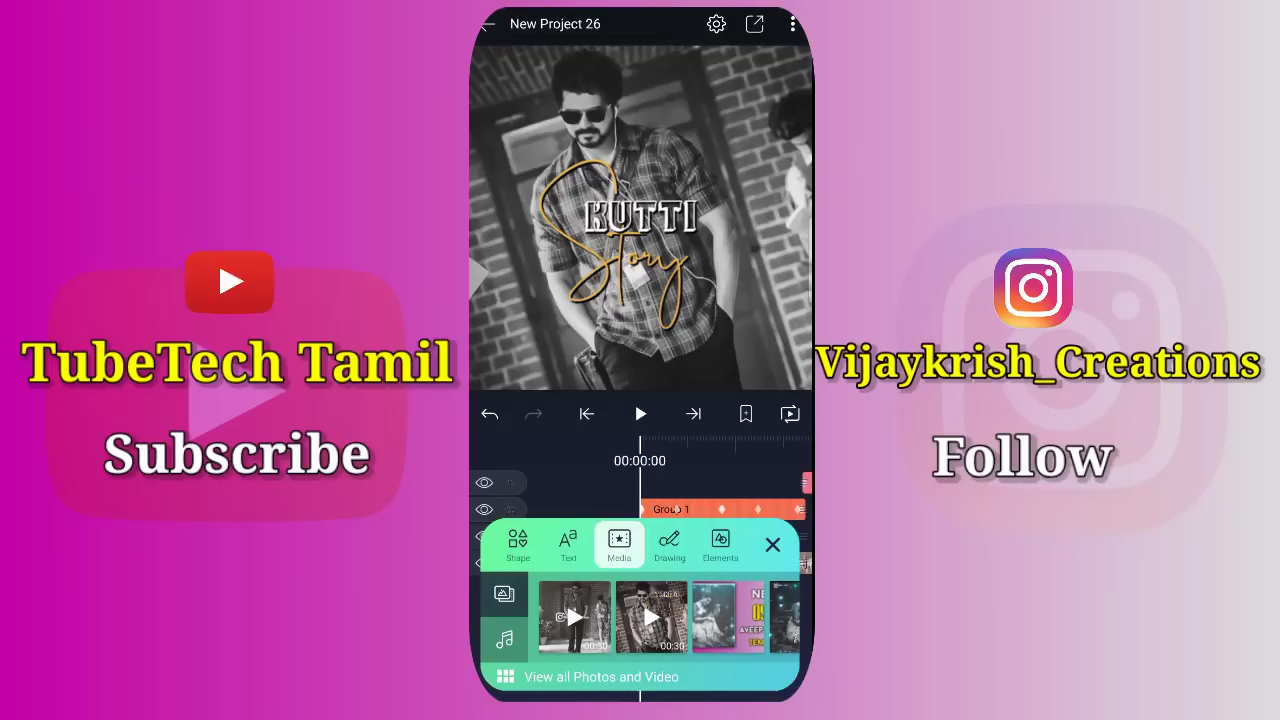 New Project 26
KUTTI
Story
TubeTech Tamil
Subscribe
Vijaykrish_Creations
Follow
00:00:00
Group 1
Shape
Text
Media
Drawing
Elements
00:30
00:30
View all Photos and Video